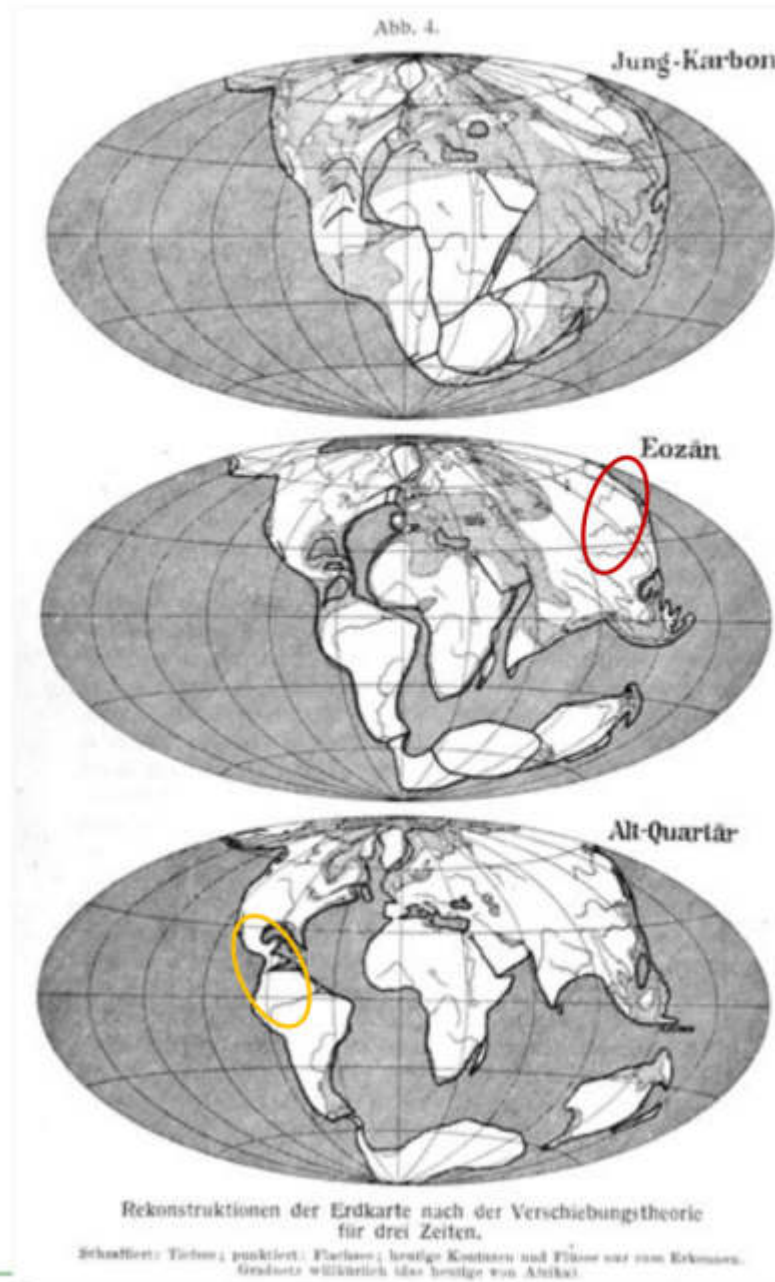 Abb. 4.
Jung-Karbon
Eozän
Alt-Quartär
Rekonstruktionen der Erdkarte nach der Verschiebungstheorie
für drei Zeiten.
Schraffiert: Tiefsee; punktiert: Flachsee; heutige Konturen und Flüsse nur zum Erkennen.
Gradnetz willkürlich (das heutige von Afrika).